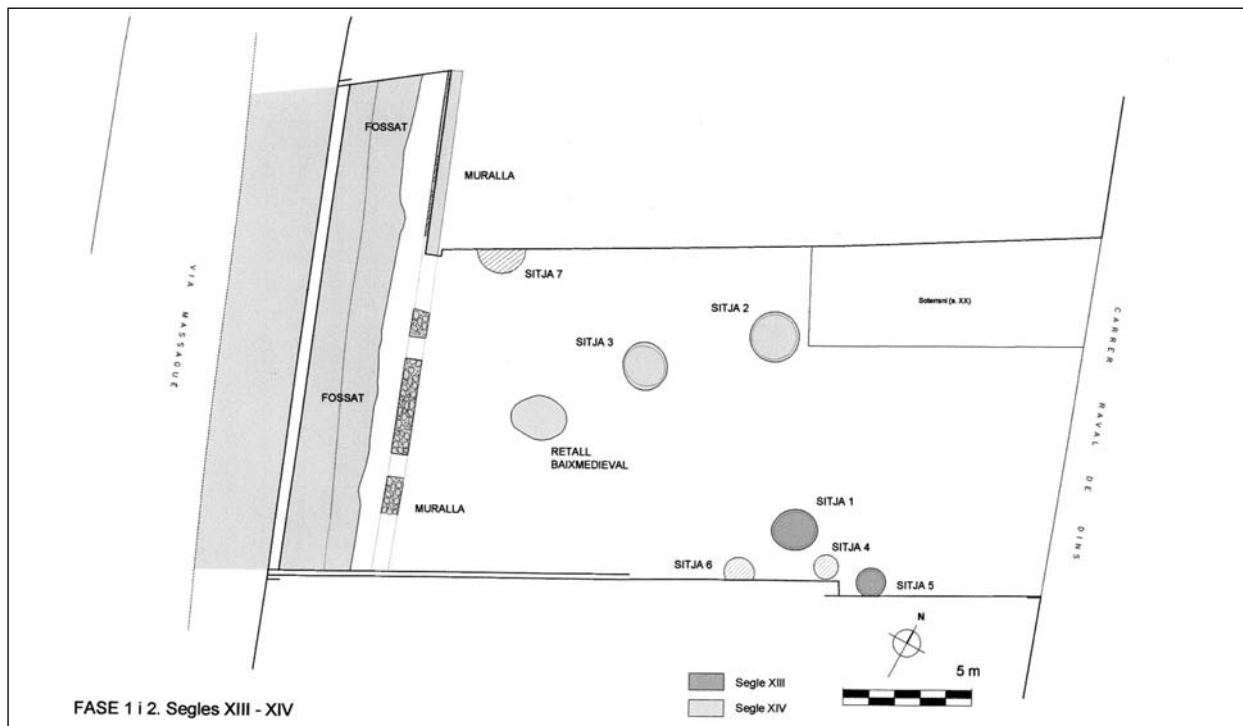 FOSSAT
MURALLA
SITJA 7
SITJA 2
Soterrani (s. XX)
SITJA 3
VIA MASSAGUÉ
CARRER RAVAL DE DINS
FOSSAT
RETALL
BAIXMEDIEVAL
SITJA 1
MURALLA
SITJA 4
SITJA 6
SITJA 5
N
5 m
Segle XIII
Segle XIV
FASE 1 i 2. Segles XIII - XIV